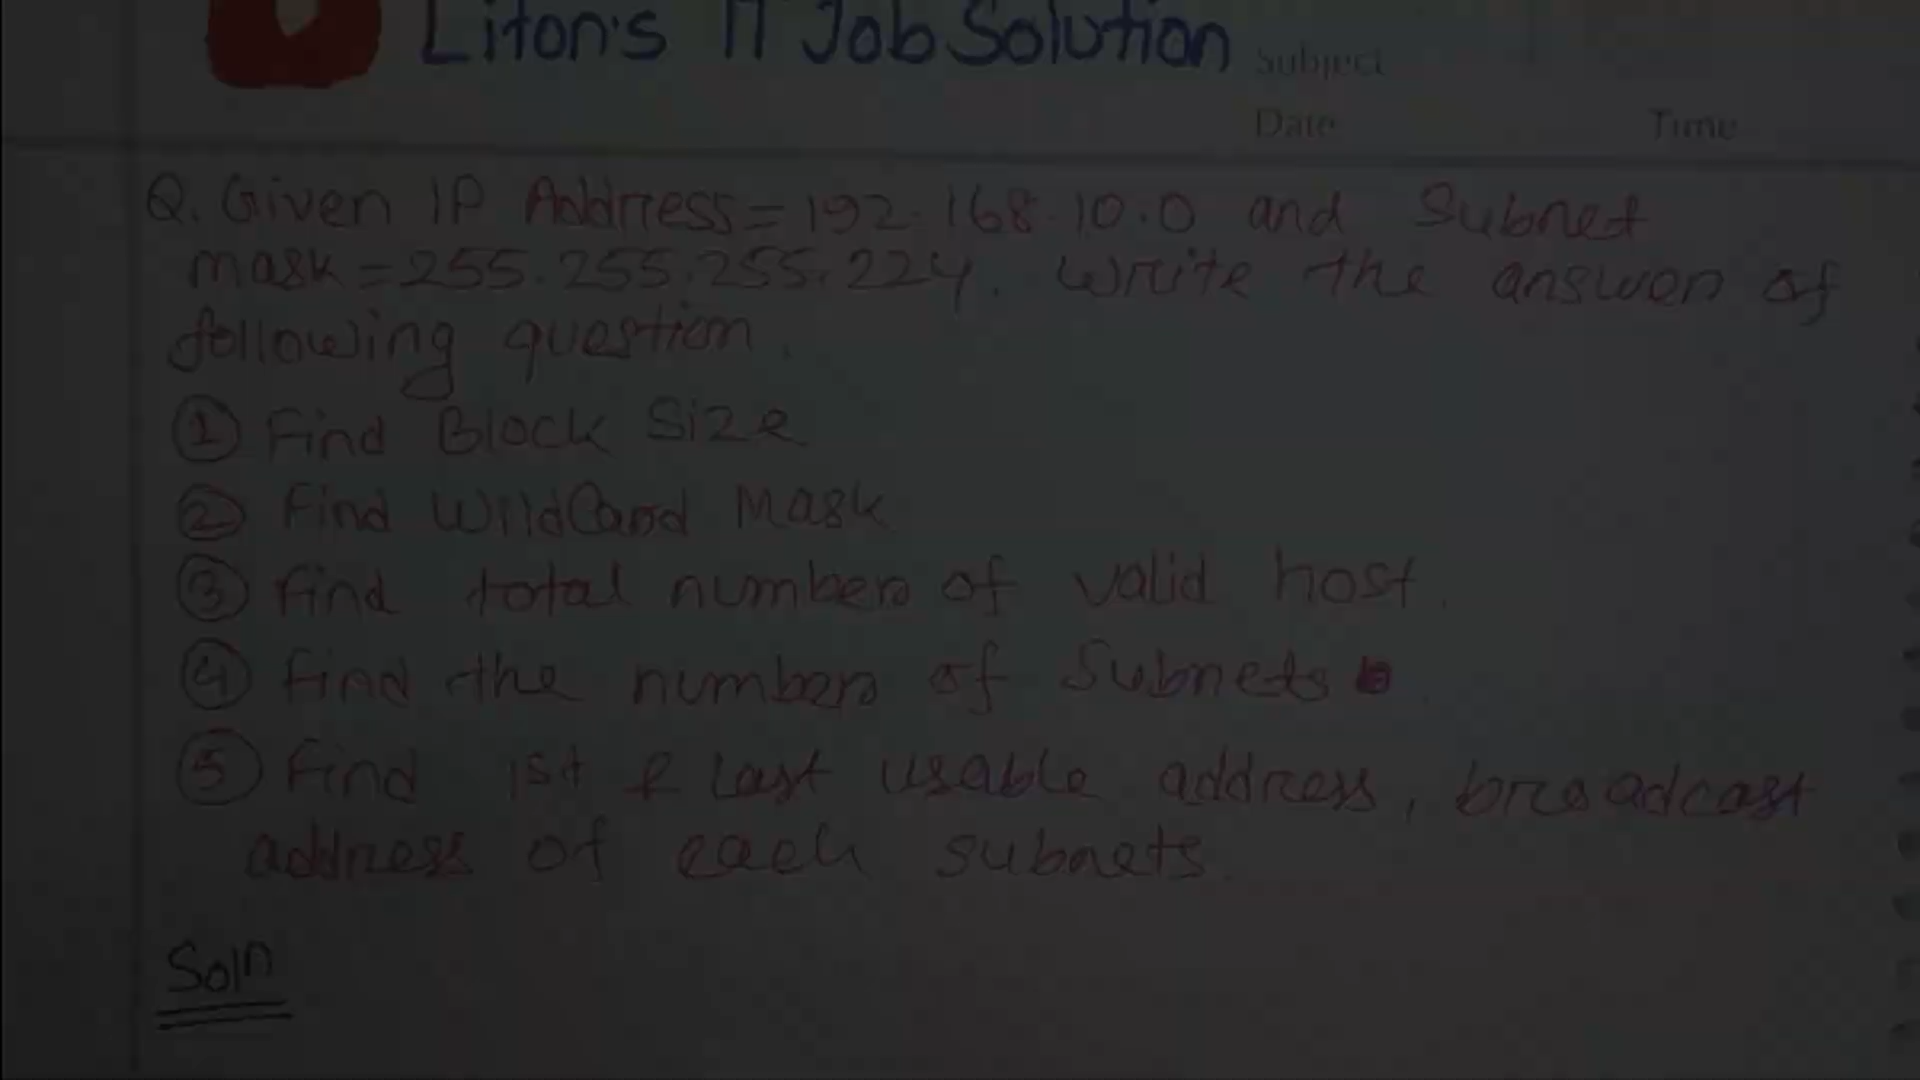 Liton's IT Job Solution
Subject
Date Time
Q. Given IP Address = 192.168.10.0 and Subnet
mask = 255.255.255.224. Write the answer of
following question.
① Find Block Size
② Find WildCard Mask
③ Find total number of valid host.
④ Find the number of Subnets
⑤ Find 1st & Last usable address, broadcast
address of each subnets.
Soln